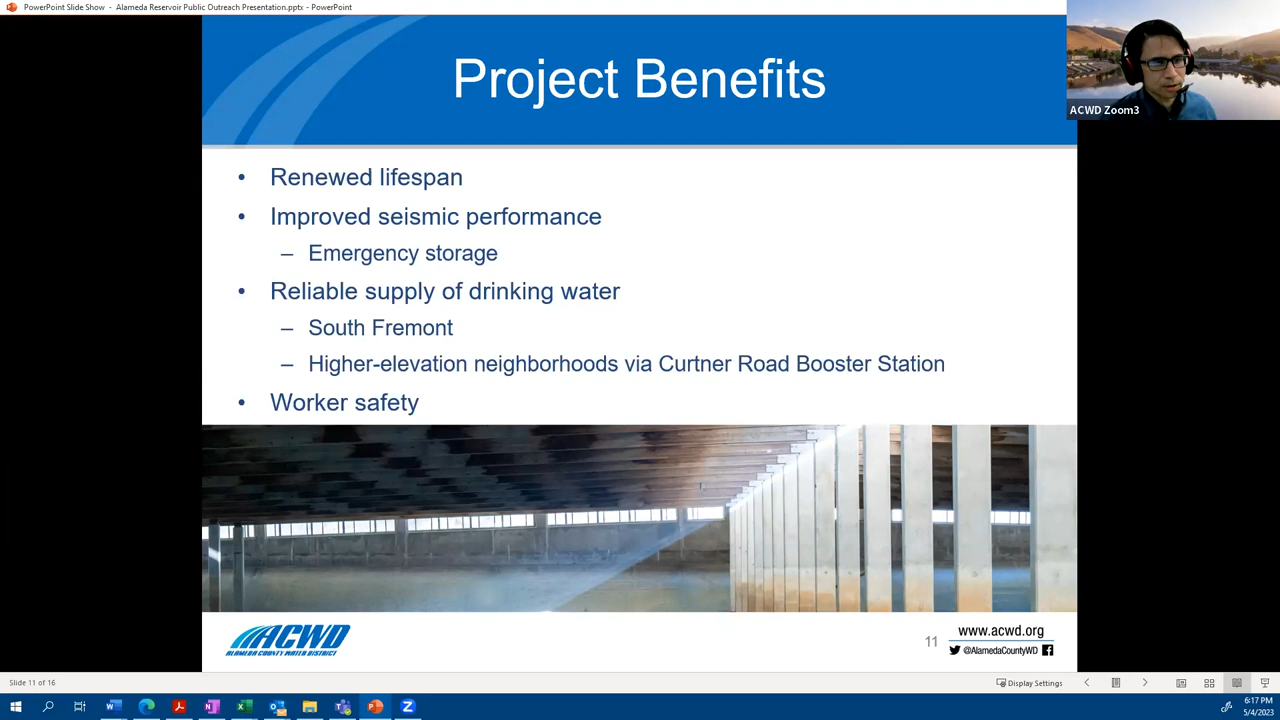 PowerPoint Slide Show - Alameda Reservoir Public Outreach Presentation.pptx - PowerPoint
Project Benefits
ACWD Zoom3
• Renewed lifespan
• Improved seismic performance
– Emergency storage
• Reliable supply of drinking water
– South Fremont
– Higher-elevation neighborhoods via Curtner Road Booster Station
• Worker safety
ACWD
ALAMEDA COUNTY WATER DISTRICT
11
www.acwd.org
@AlamedaCountyWD
Slide 11 of 16
Display Settings
6:17 PM
5/4/2023